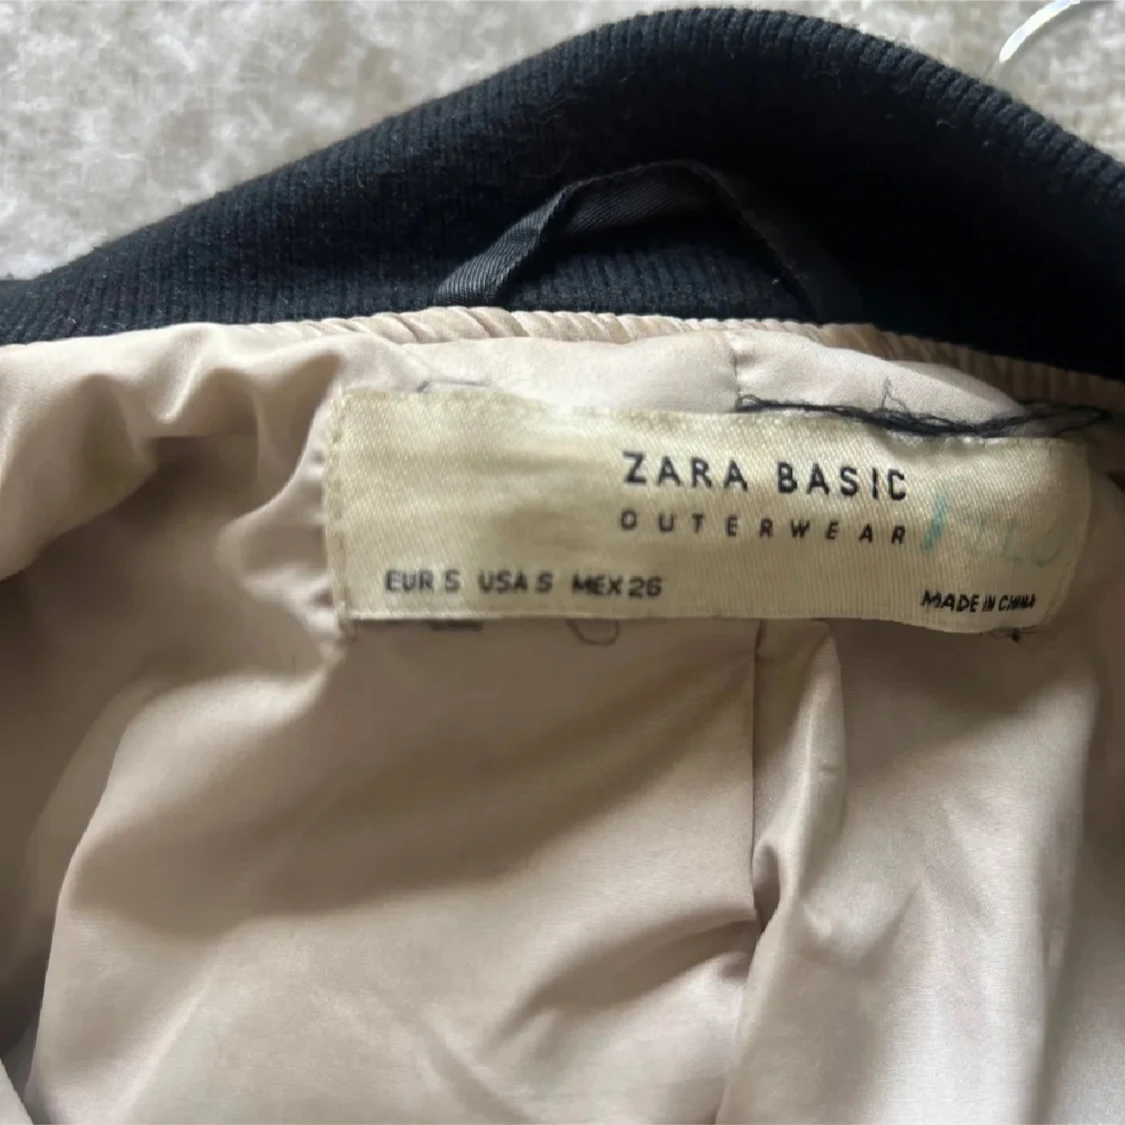 ZARA BASIC
OUTERWEAR
EUR S USA S MEX 26
MADE IN CHINA